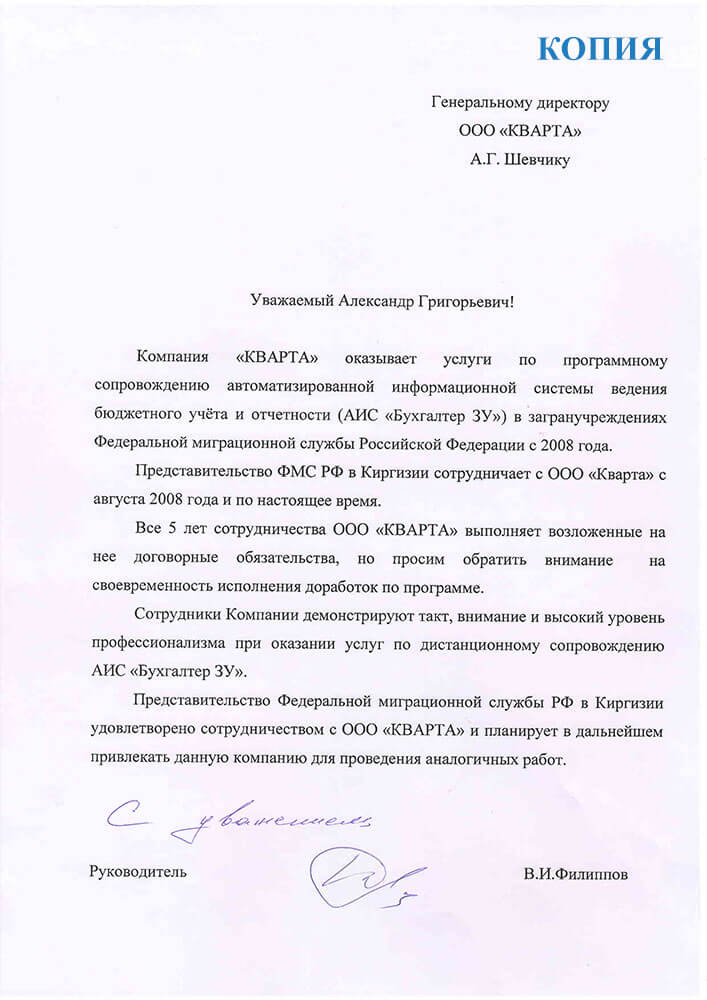 КОПИЯ
Генеральному директору
ООО «КВАРТА»
А.Г. Шевчику
Уважаемый Александр Григорьевич!
Компания «КВАРТА» оказывает услуги по программному
сопровождению автоматизированной информационной системы ведения
бюджетного учёта и отчетности (АИС «Бухгалтер ЗУ») в загранучреждениях
Федеральной миграционной службы Российской Федерации с 2008 года.
Представительство ФМС РФ в Киргизии сотрудничает с ООО «Кварта» с
августа 2008 года и по настоящее время.
Все 5 лет сотрудничества ООО «КВАРТА» выполняет возложенные на
нее договорные обязательства, но просим обратить внимание на
своевременность исполнения доработок по программе.
Сотрудники Компании демонстрируют такт, внимание и высокий уровень
профессионализма при оказании услуг по дистанционному сопровождению
АИС «Бухгалтер ЗУ».
Представительство Федеральной миграционной службы РФ в Киргизии
удовлетворено сотрудничеством с ООО «КВАРТА» и планирует в дальнейшем
привлекать данную компанию для проведения аналогичных работ.
С уважением
Руководитель В.И.Филиппов